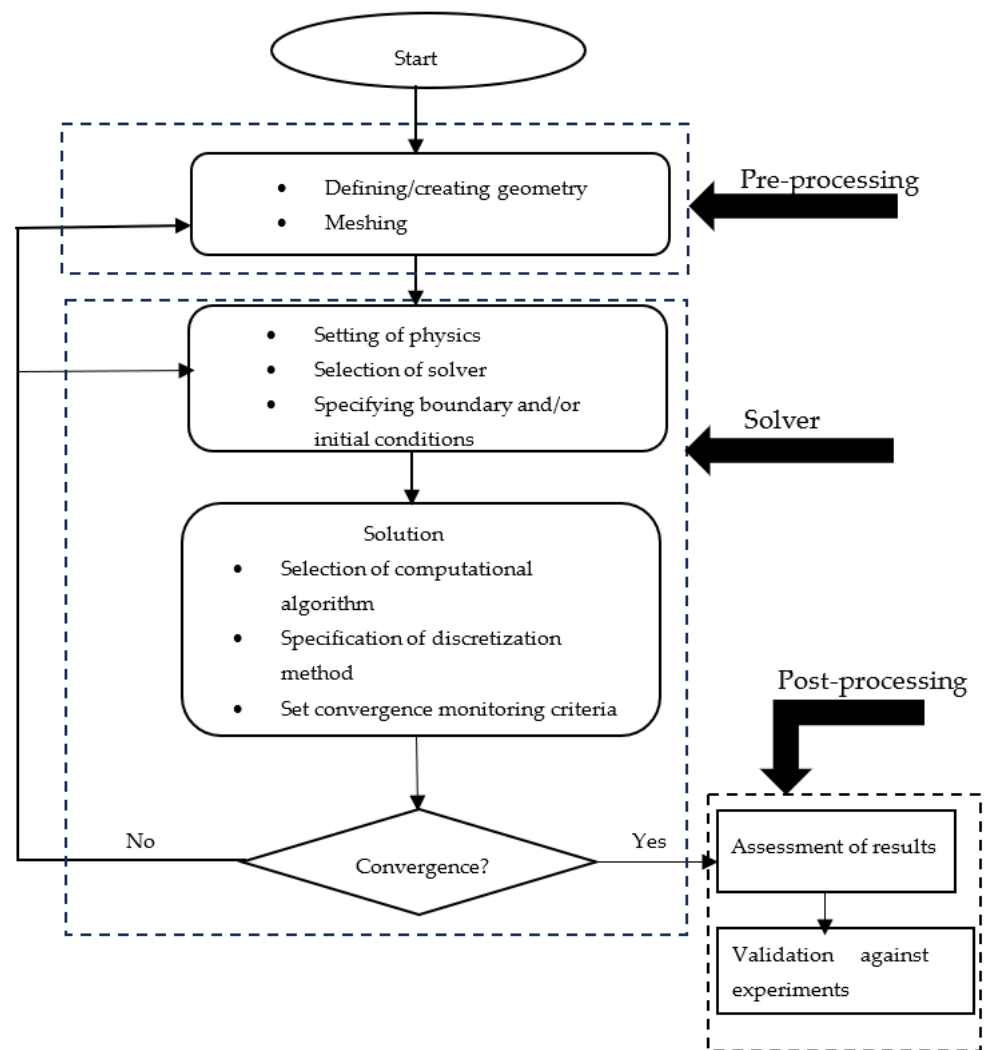 Start
Pre-processing
• Defining/creating geometry
• Meshing
• Setting of physics
• Selection of solver
• Specifying boundary and/or
initial conditions
Solver
Solution
• Selection of computational
algorithm
• Specification of discretization
method
• Set convergence monitoring criteria
Post-processing
No
Convergence?
Yes
Assessment of results
Validation against
experiments